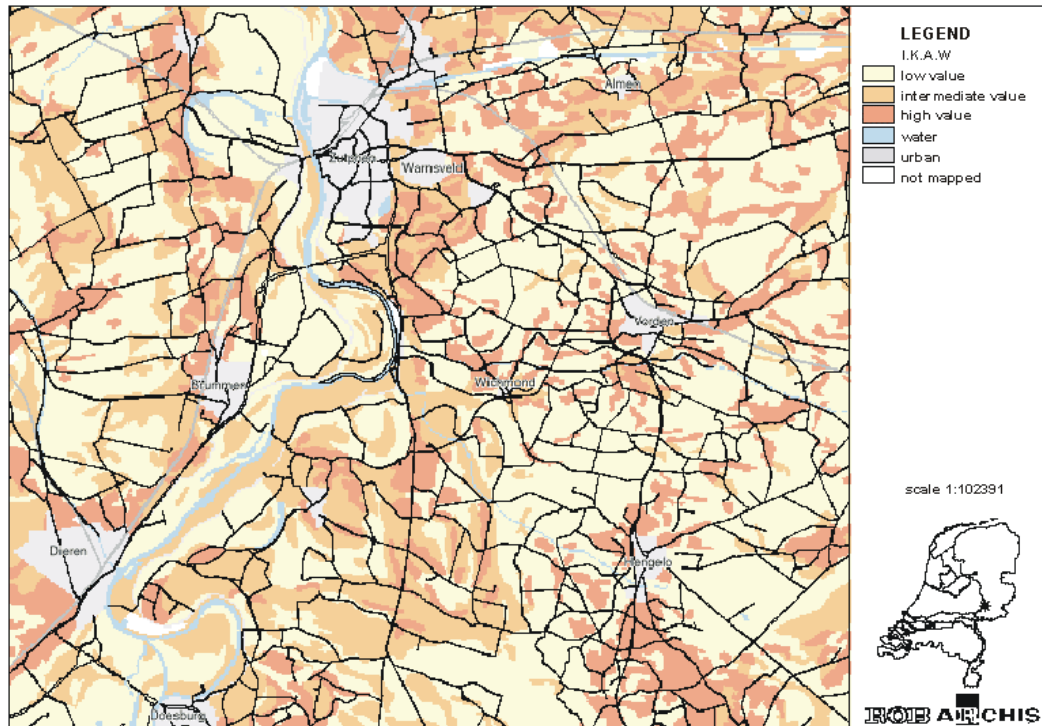 LEGEND
I.K.A.W
low value
intermediate value
high value
water
urban
not mapped
Almen
Zutphen
Warnsveld
Vorden
Brummen
Wichmond
Dieren
Hengelo
Doesburg
scale 1:102391
ROB ARCHIS